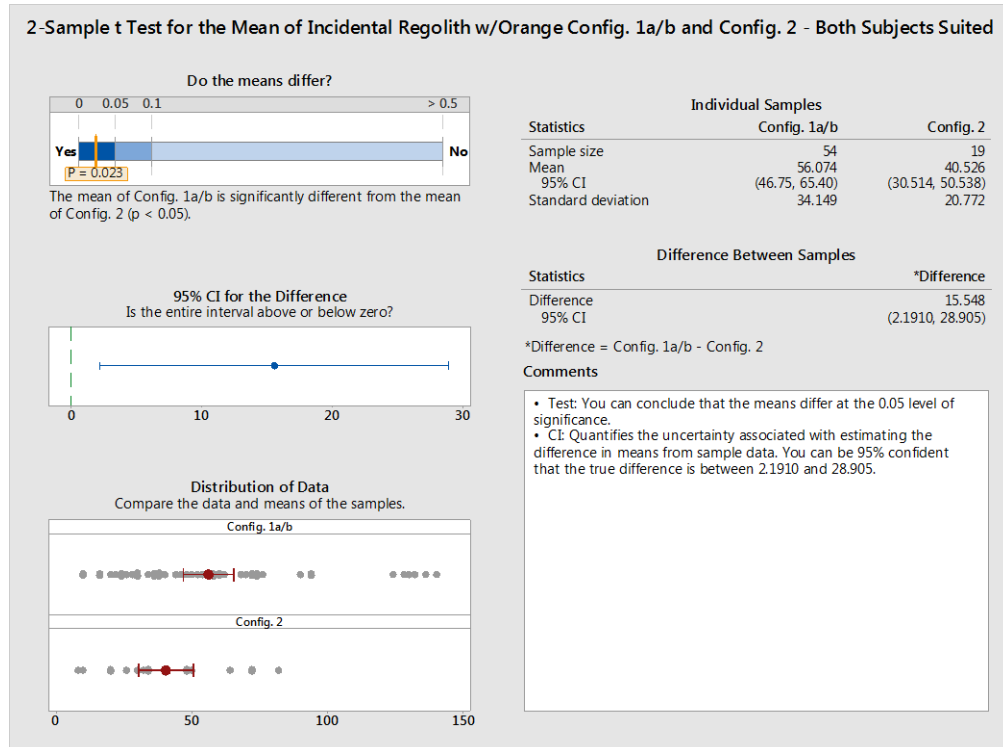 2-Sample t Test for the Mean of Incidental Regolith w/Orange Config. 1a/b and Config. 2 - Both Subjects Suited
Do the means differ?
0 0.05 0.1 > 0.5
Yes No
P = 0.023
The mean of Config. 1a/b is significantly different from the mean
of Config. 2 (p < 0.05).
95% CI for the Difference
Is the entire interval above or below zero?
0 10 20 30
Distribution of Data
Compare the data and means of the samples.
Config. 1a/b
Config. 2
0 50 100 150
Individual Samples
Statistics Config. 1a/b Config. 2
Sample size 54 19
Mean 56.074 40.526
95% CI (46.75, 65.40) (30.514, 50.538)
Standard deviation 34.149 20.772
Difference Between Samples
Statistics *Difference
Difference 15.548
95% CI (2.1910, 28.905)
*Difference = Config. 1a/b - Config. 2
Comments
• Test: You can conclude that the means differ at the 0.05 level of
significance.
• CI: Quantifies the uncertainty associated with estimating the
difference in means from sample data. You can be 95% confident
that the true difference is between 2.1910 and 28.905.